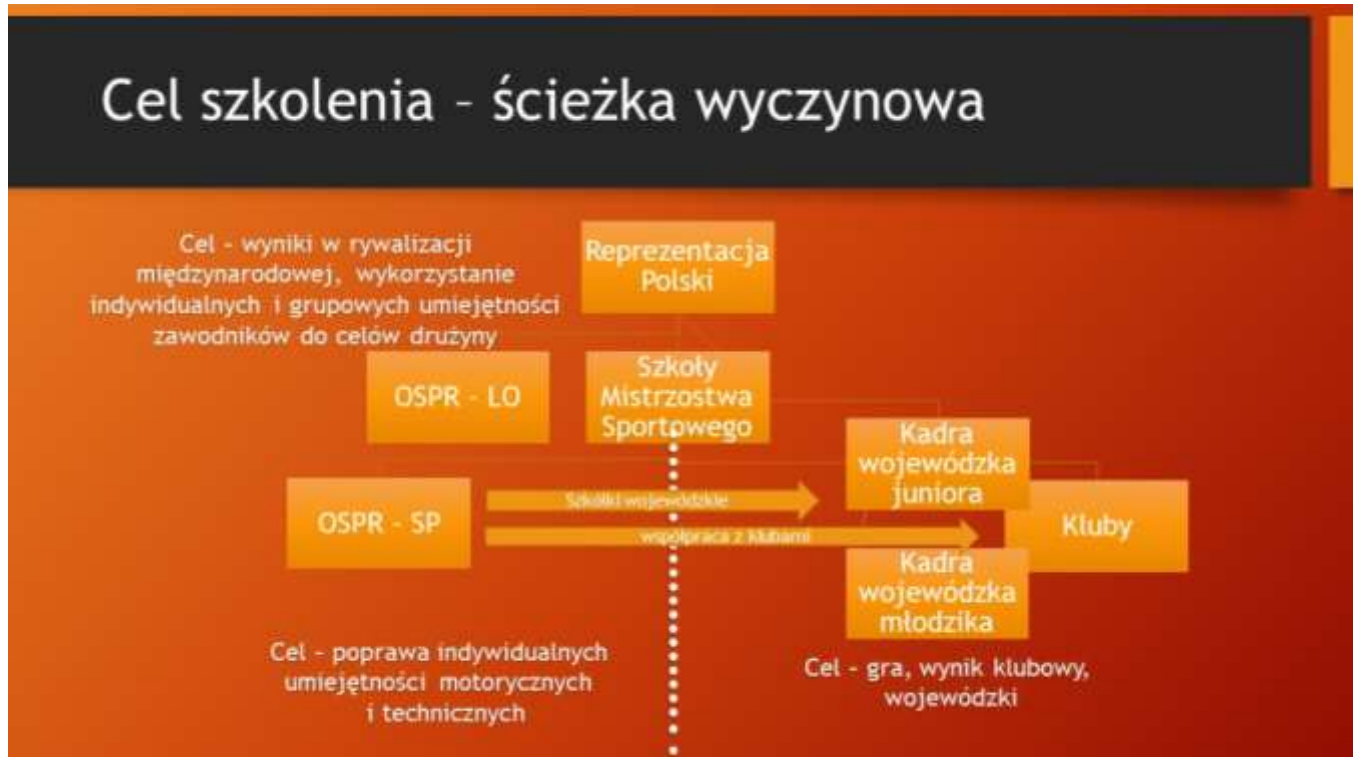 Cel szkolenia – ścieżka wyczynowa
Cel – wyniki w rywalizacji
międzynarodowej, wykorzystanie
indywidualnych i grupowych umiejętności
zawodników do celów drużyny
Reprezentacja
Polski
OSPR – LO
Szkoły
Mistrzostwa
Sportowego
Kadra
wojewódzka
juniora
OSPR – SP
Szkółki wojewódzkie
współpraca z klubami
Kluby
Kadra
wojewódzka
młodzika
Cel – poprawa indywidualnych
umiejętności motorycznych
i technicznych
Cel – gra, wynik klubowy,
wojewódzki